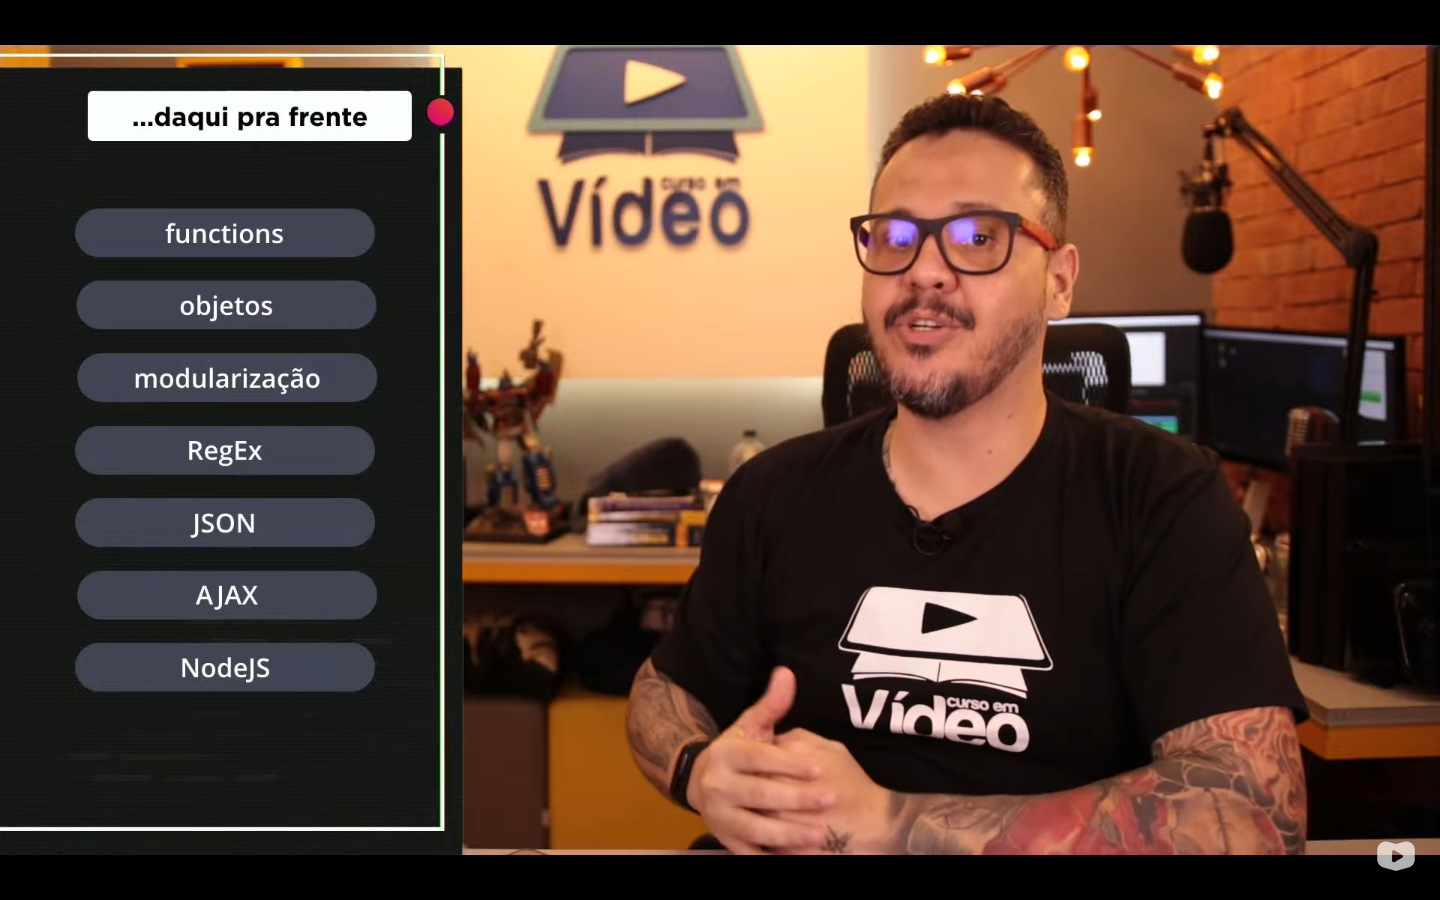 ...daqui pra frente
functions
objetos
modularização
RegEx
JSON
AJAX
NodeJS
curso em
Vídeo
curso em
Vídeo